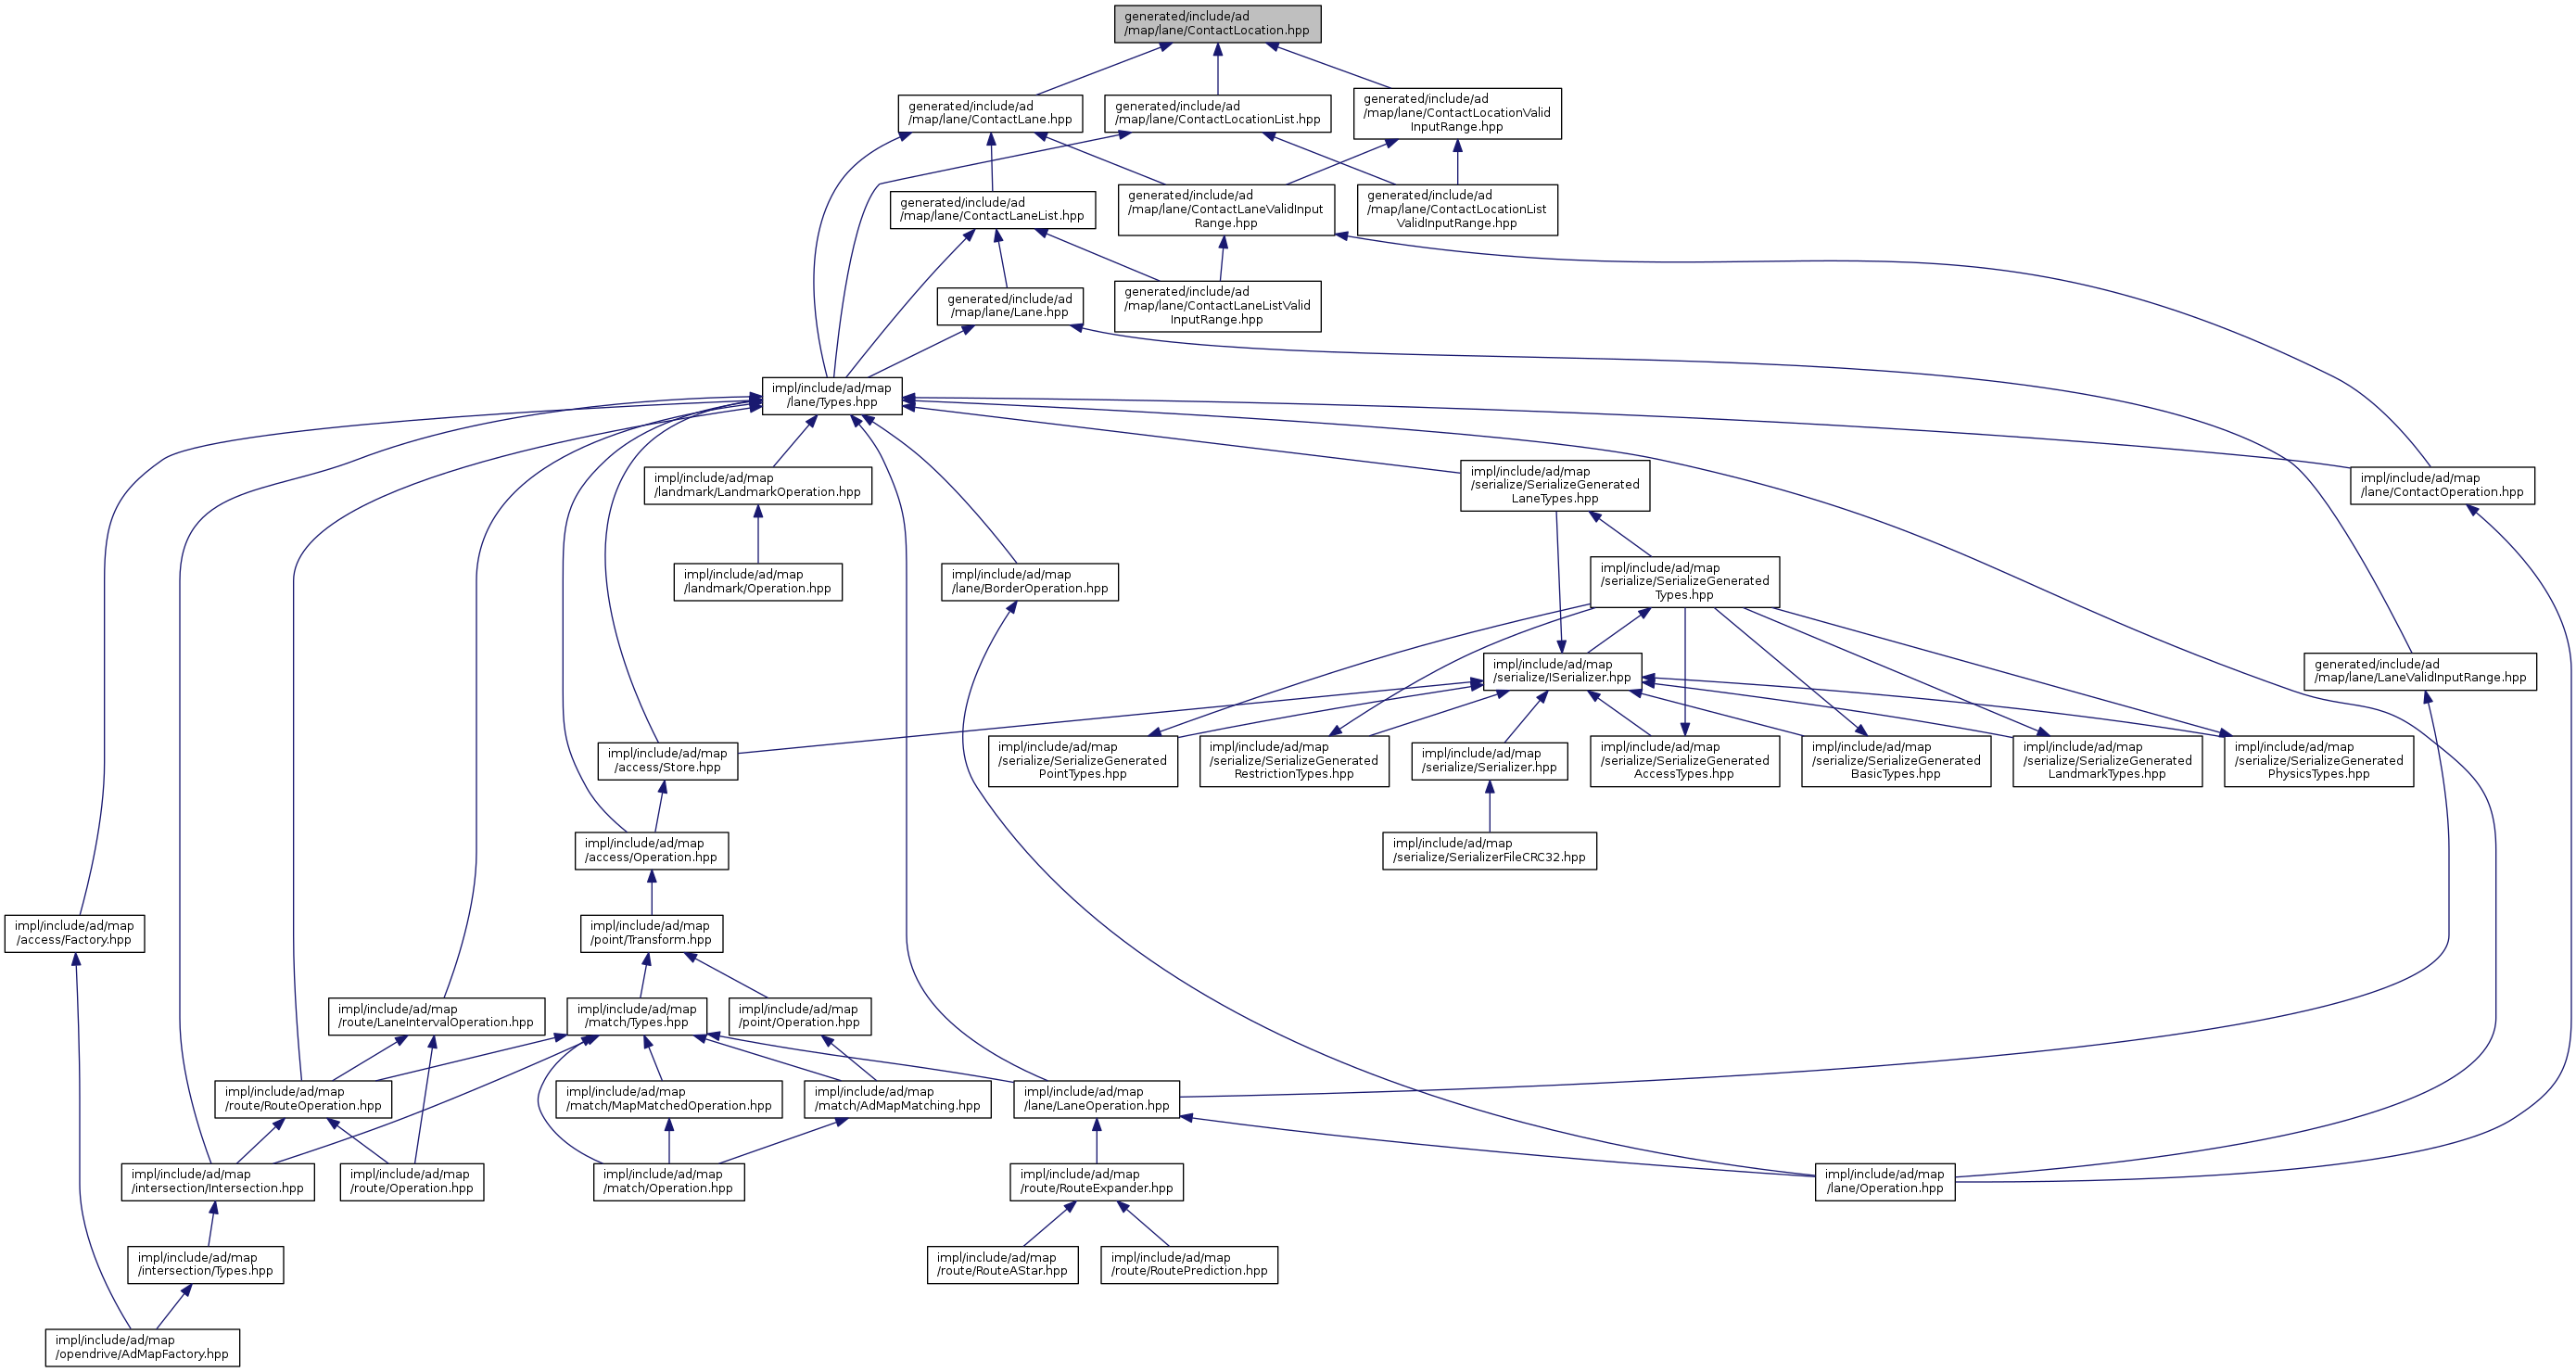 generated/include/ad
/map/lane/ContactLocation.hpp
generated/include/ad
/map/lane/ContactLane.hpp
generated/include/ad
/map/lane/ContactLocationList.hpp
generated/include/ad
/map/lane/ContactLocationValid
InputRange.hpp
generated/include/ad
/map/lane/ContactLaneList.hpp
generated/include/ad
/map/lane/ContactLaneValidInput
Range.hpp
generated/include/ad
/map/lane/ContactLocationList
ValidInputRange.hpp
generated/include/ad
/map/lane/Lane.hpp
generated/include/ad
/map/lane/ContactLaneListValid
InputRange.hpp
impl/include/ad/map
/lane/Types.hpp
impl/include/ad/map
/landmark/LandmarkOperation.hpp
impl/include/ad/map
/serialize/SerializeGenerated
LaneTypes.hpp
impl/include/ad/map
/lane/ContactOperation.hpp
impl/include/ad/map
/landmark/Operation.hpp
impl/include/ad/map
/lane/BorderOperation.hpp
impl/include/ad/map
/serialize/SerializeGenerated
Types.hpp
impl/include/ad/map
/serialize/ISerializer.hpp
generated/include/ad
/map/lane/LaneValidInputRange.hpp
impl/include/ad/map
/access/Store.hpp
impl/include/ad/map
/serialize/SerializeGenerated
PointTypes.hpp
impl/include/ad/map
/serialize/SerializeGenerated
RestrictionTypes.hpp
impl/include/ad/map
/serialize/Serializer.hpp
impl/include/ad/map
/serialize/SerializeGenerated
AccessTypes.hpp
impl/include/ad/map
/serialize/SerializeGenerated
BasicTypes.hpp
impl/include/ad/map
/serialize/SerializeGenerated
LandmarkTypes.hpp
impl/include/ad/map
/serialize/SerializeGenerated
PhysicsTypes.hpp
impl/include/ad/map
/access/Operation.hpp
impl/include/ad/map
/serialize/SerializerFileCRC32.hpp
impl/include/ad/map
/access/Factory.hpp
impl/include/ad/map
/point/Transform.hpp
impl/include/ad/map
/route/LaneIntervalOperation.hpp
impl/include/ad/map
/match/Types.hpp
impl/include/ad/map
/point/Operation.hpp
impl/include/ad/map
/route/RouteOperation.hpp
impl/include/ad/map
/match/MapMatchedOperation.hpp
impl/include/ad/map
/match/AdMapMatching.hpp
impl/include/ad/map
/lane/LaneOperation.hpp
impl/include/ad/map
/intersection/Intersection.hpp
impl/include/ad/map
/route/Operation.hpp
impl/include/ad/map
/match/Operation.hpp
impl/include/ad/map
/route/RouteExpander.hpp
impl/include/ad/map
/lane/Operation.hpp
impl/include/ad/map
/intersection/Types.hpp
impl/include/ad/map
/route/RouteAStar.hpp
impl/include/ad/map
/route/RoutePrediction.hpp
impl/include/ad/map
/opendrive/AdMapFactory.hpp